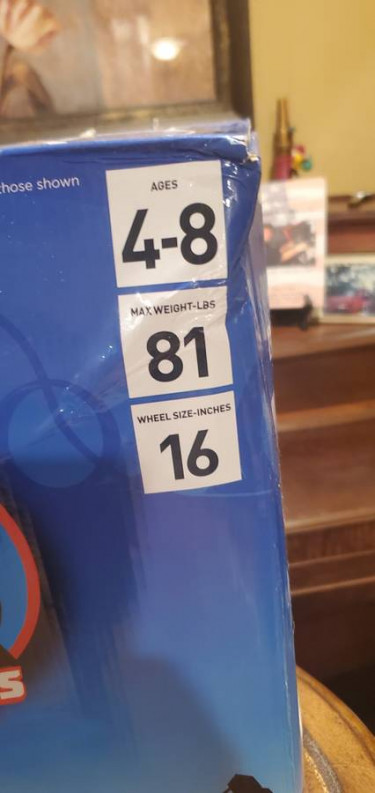 those shown
AGES
4-8
MAX WEIGHT-LBS
81
WHEEL SIZE-INCHES
16
S